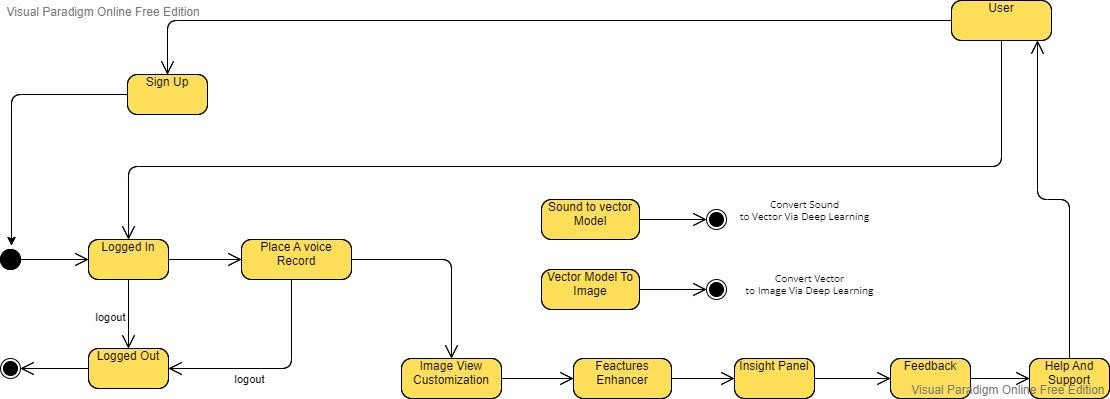 Visual Paradigm Online Free Edition
User
Sign Up
Sound to vector
Model
Convert Sound
to Vector Via Deep Learning
Logged In
Place A voice
Record
Vector Model To
Image
Convert Vector
to Image Via Deep Learning
logout
Logged Out
logout
Image View
Customization
Feactures
Enhancer
Insight Panel
Feedback
Help And
Support
Visual Paradigm Online Free Edition